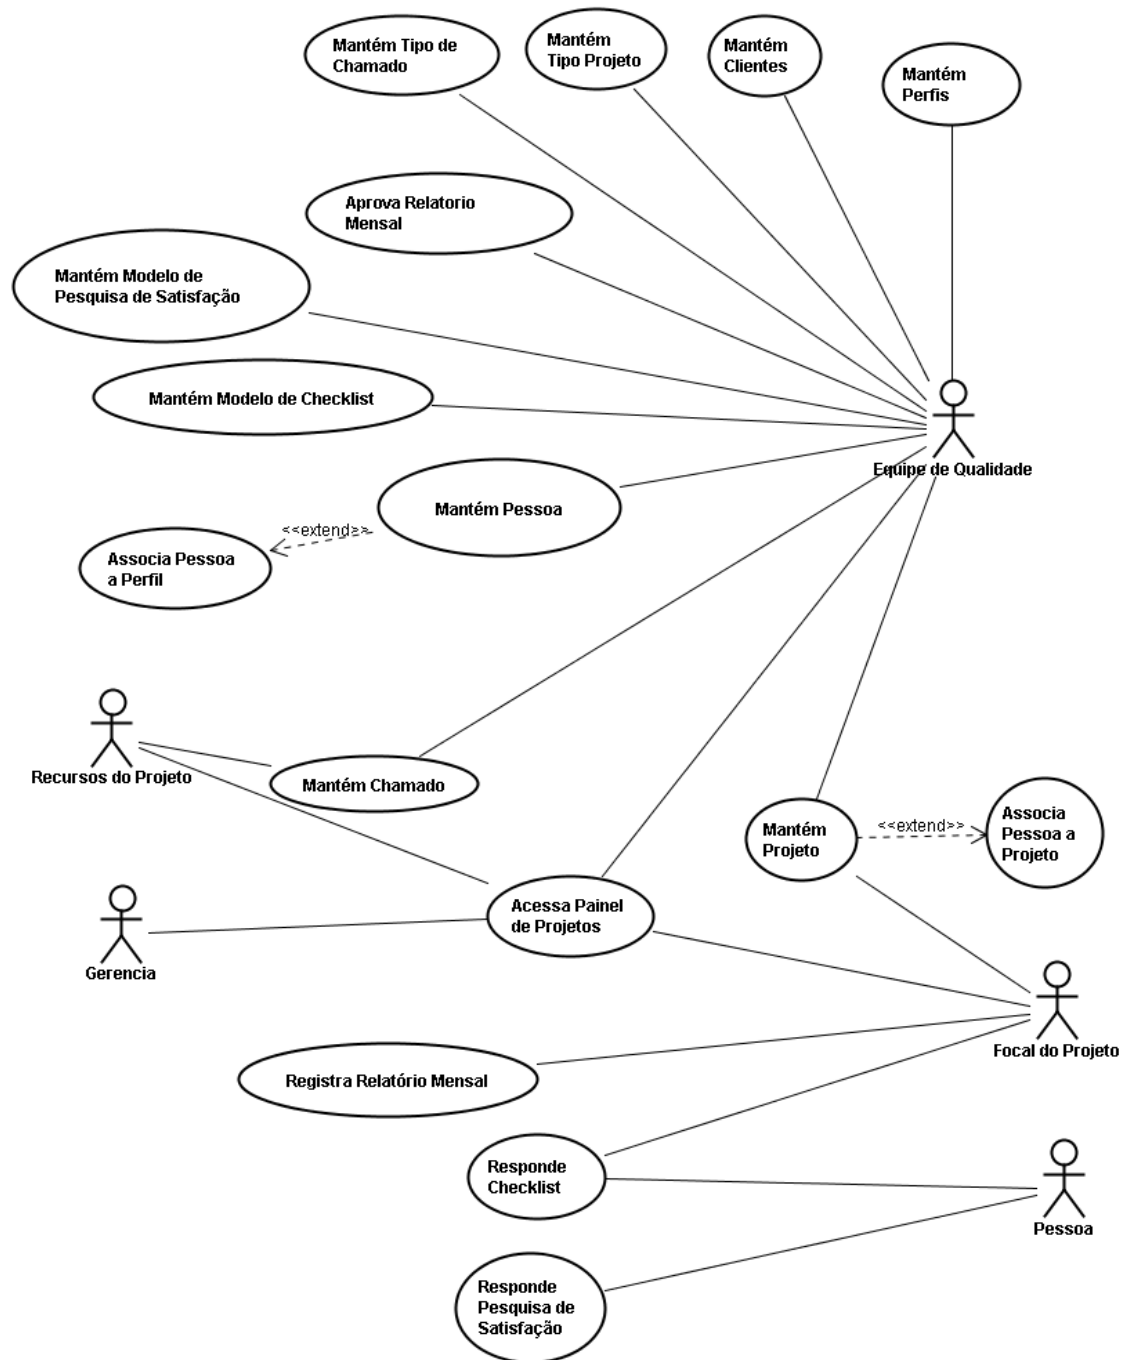 Mantém Tipo de
Chamado
Mantém
Tipo Projeto
Mantém
Clientes
Mantém
Perfis
Aprova Relatorio
Mensal
Mantém Modelo de
Pesquisa de Satisfação
Mantém Modelo de Checklist
Equipe de Qualidade
Mantém Pessoa
<<extend>>
Associa Pessoa
a Perfil
Recursos do Projeto
Mantém Chamado
Mantém
Projeto
<<extend>>
Associa
Pessoa a
Projeto
Acessa Painel
de Projetos
Gerencia
Focal do Projeto
Registra Relatório Mensal
Responde
Checklist
Pessoa
Responde
Pesquisa de
Satisfação